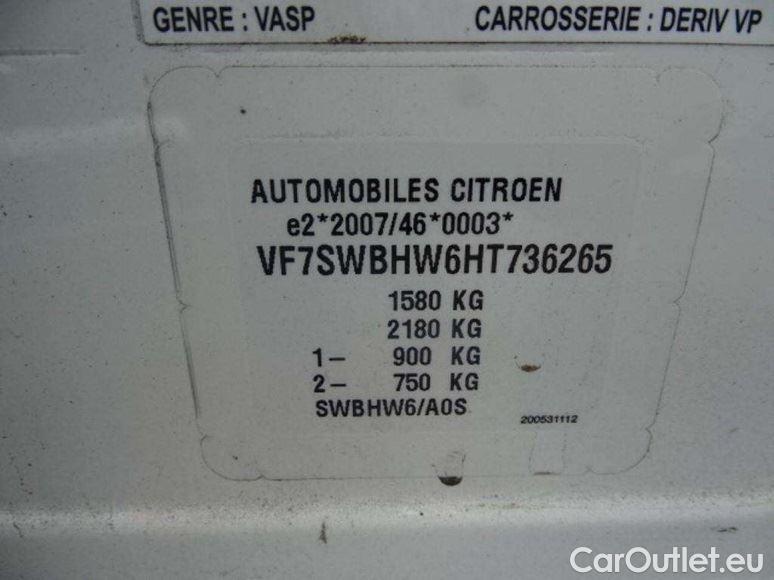 GENRE : VASP CARROSSERIE : DERIV VP
AUTOMOBILES CITROEN
e2*2007/46*0003*
VF7SWBHW6HT736265
1580 KG
2180 KG
1- 900 KG
2- 750 KG
SWBHW6/A0S
200531112
CarOutlet.eu